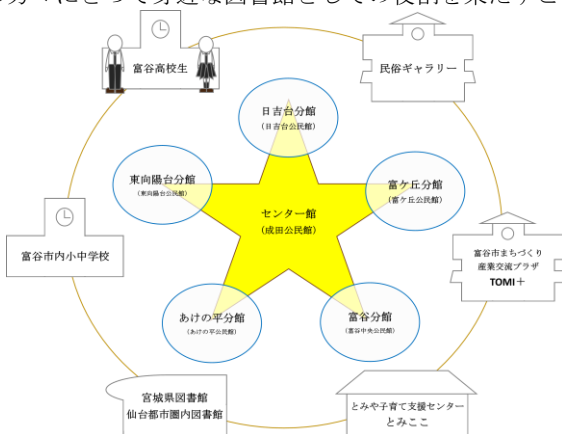 富谷高校生
民俗ギャラリー
日吉台分館
(日吉台公民館)
東向陽台分館
(東向陽台公民館)
富ケ丘分館
(富ケ丘公民館)
センター館
(成田公民館)
富谷市内小中学校
富谷市まちづくり
産業交流プラザ
TOMI+
あけの平分館
(あけの平公民館)
富谷分館
(富谷中央公民館)
宮城県図書館
仙台都市圏内図書館
とみや子育て支援センター
とみここ